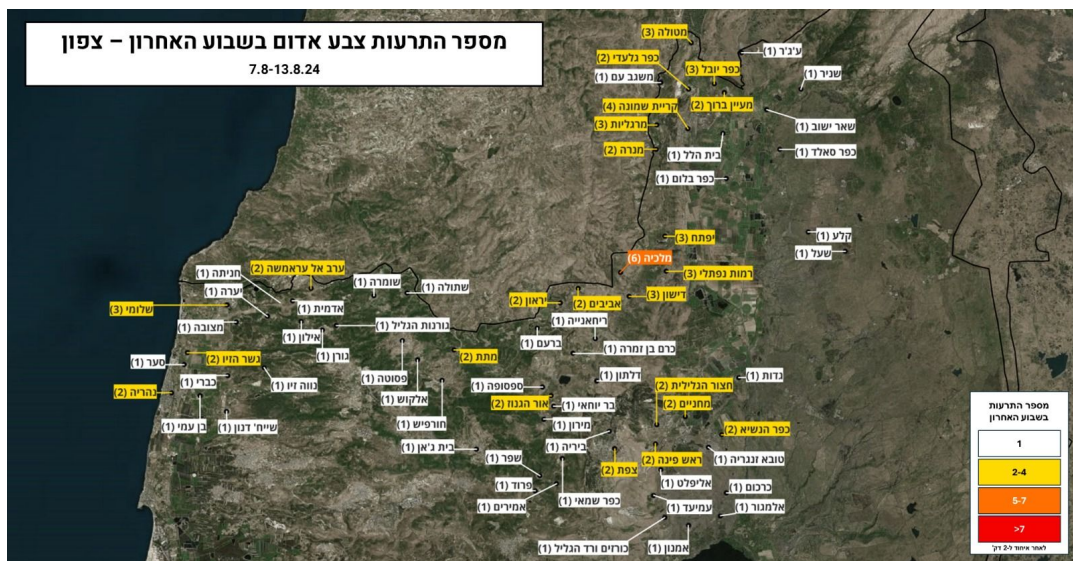 מספר התרעות צבע אדום בשבוע האחרון – צפון
7.8-13.8.24
מטולה (3)
ע'ג'ר (1)
כפר גלעדי (2)
כפר יובל (3)
משגב עם (1)
שניר (1)
קריית שמונה (4)
מעיין ברוך (2)
מרגליות (3)
שאר ישוב (1)
מנרה (2)
בית הלל (1)
כפר סאלד (1)
כפר בלום (1)
יפתח (3)
קלע (1)
שעל (1)
מלכיה (6)
רמות נפתלי (3)
ערב אל עראמשה (2)
חניתה (1)
שומרה (1)
שתולה (1)
יערה (1)
אדמית (1)
דישון (3)
אביבים (2)
יראון (2)
שלומי (3)
ריחאנייה (1)
מצובה (1)
גורנות הגליל (1)
אילון (1)
ברעם (1)
גורן (1)
כרם בן זמרה (1)
מתת (2)
גשר הזיו (2)
סער (1)
כברי (1)
נווה זיו (1)
פסוטה (1)
דלתון (1)
גדות (1)
ספסופה (1)
חצור הגלילית (2)
נהריה (2)
אלקוש (1)
אור הגנוז (2)
בר יוחאי (1)
מחניים (2)
בן עמי (1)
שייח' דנון (1)
חורפיש (1)
מירון (1)
כפר הנשיא (2)
בית ג'אן (1)
ביריה (1)
שפר (1)
צפת (2)
ראש פינה (2)
טובא זנגריה (1)
פרוד (1)
אליפלט (1)
כרכום (1)
אמירים (1)
כפר שמאי (1)
עמיעד (1)
אלמגור (1)
כורזים ורד הגליל (1)
אמנון (1)
מספר התרעות
בשבוע האחרון
1
2-4
5-7
>7
לאחר איחוד ל-2 דק'